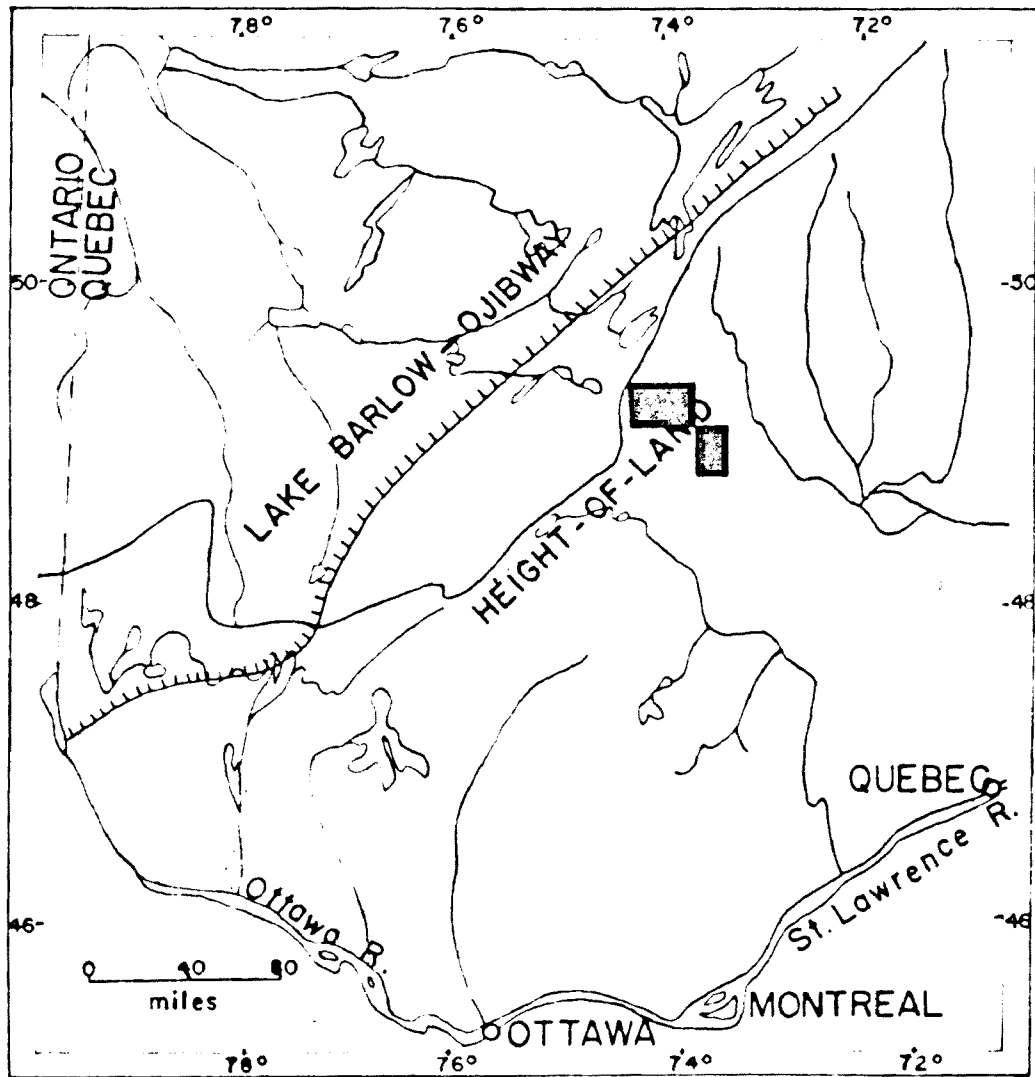 78° 76° 74° 72°
ONTARIO
QUEBEC
50 50
LAKE BARLOW-OJIBWAY
HEIGHT-OF-LAND
48 48
QUEBEC
St. Lawrence R.
46 46
Ottawa R.
0 40 80
miles
MONTREAL
OTTAWA
78° 76° 74° 72°